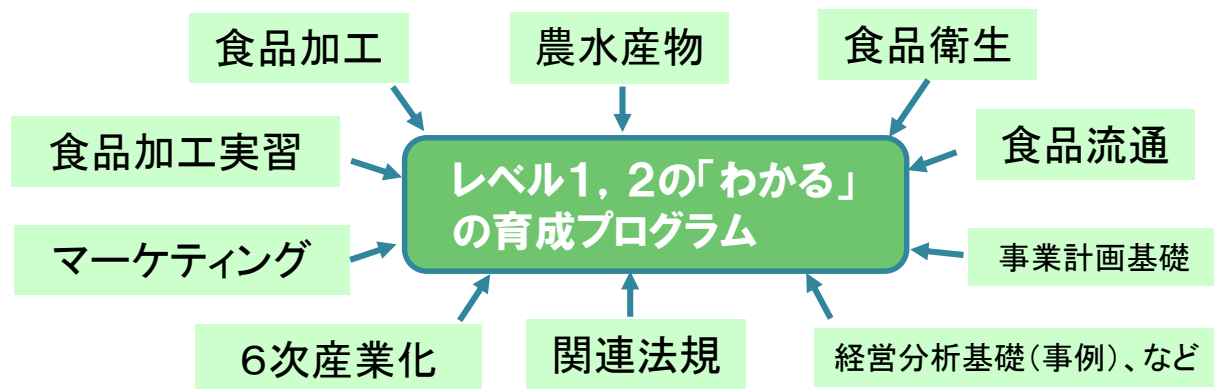 食品加工
農水産物
食品衛生
食品加工実習
食品流通
レベル1,2の「わかる」
の育成プログラム
マーケティング
事業計画基礎
6次産業化
関連法規
経営分析基礎(事例)、など